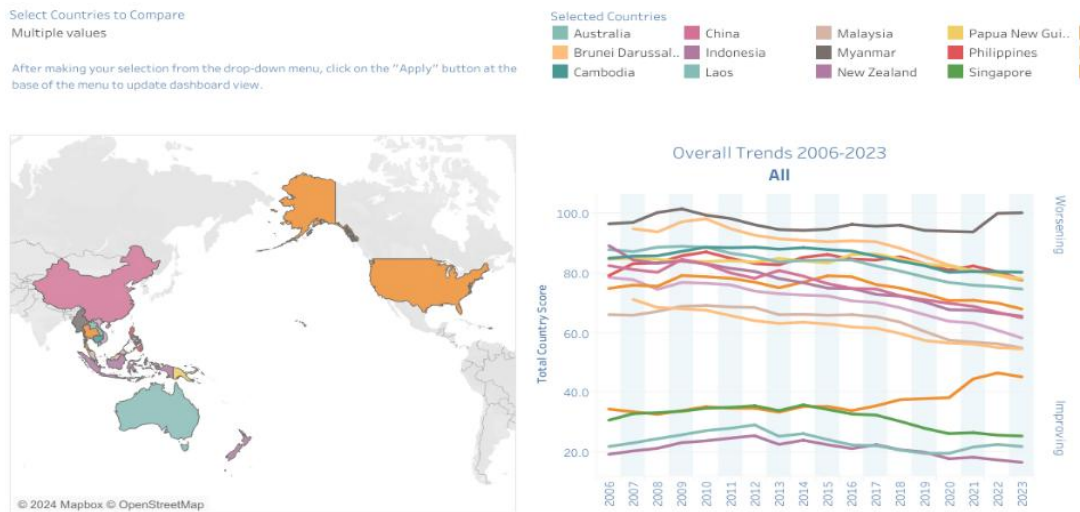 Select Countries to Compare
Multiple values
After making your selection from the drop-down menu, click on the "Apply" button at the
base of the menu to update dashboard view.
Selected Countries
Australia
China
Malaysia
Papua New Gui..
Brunei Darussal..
Indonesia
Myanmar
Philippines
Cambodia
Laos
New Zealand
Singapore
Overall Trends 2006-2023
All
Total Country Score
100.0
80.0
60.0
40.0
20.0
Worsening
Improving
2006
2007
2008
2009
2010
2011
2012
2013
2014
2015
2016
2017
2018
2019
2020
2021
2022
2023
© 2024 Mapbox © OpenStreetMap